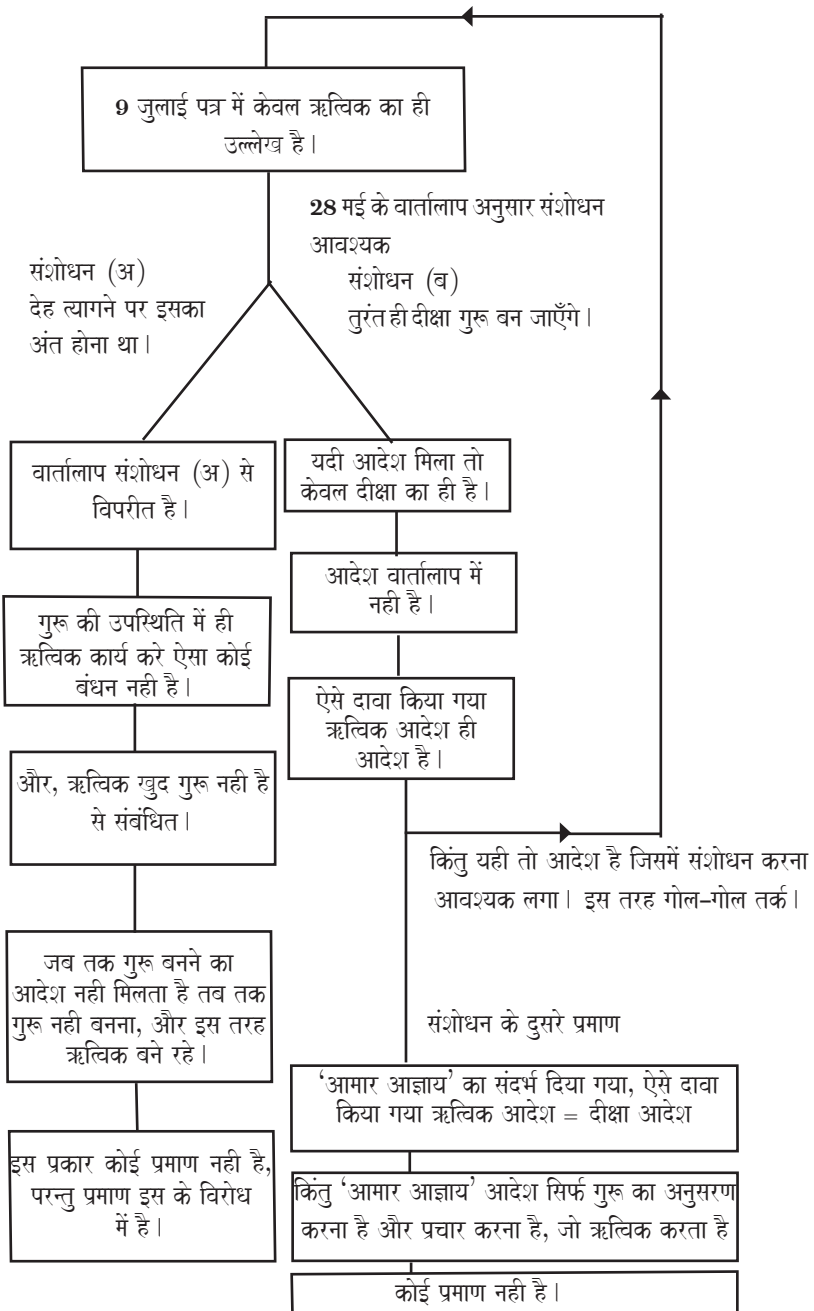 9 जुलाई पत्र में केवल ऋत्विक का ही
उल्लेख है।
28 मई के वार्तालाप अनुसार संशोधन
आवश्यक
संशोधन (ब)
तुरंत ही दीक्षा गुरू बन जाएँगे।
संशोधन (अ)
देह त्यागने पर इसका
अंत होना था।
वार्तालाप संशोधन (अ) से
विपरीत है।
गुरू की उपस्थिति में ही
ऋत्विक कार्य करे ऐसा कोई
बंधन नही है।
और, ऋत्विक खुद गुरू नही है
से संबंधित।
जब तक गुरू बनने का
आदेश नही मिलता है तब तक
गुरू नही बनना, और इस तरह
ऋत्विक बने रहे।
इस प्रकार कोई प्रमाण नही है,
परन्तु प्रमाण इस के विरोध
में है।
यदी आदेश मिला तो
केवल दीक्षा का ही है।
आदेश वार्तालाप में
नही है।
ऐसे दावा किया गया
ऋत्विक आदेश ही
आदेश है।
किंतु यही तो आदेश है जिसमें संशोधन करना
आवश्यक लगा। इस तरह गोल–गोल तर्क।
संशोधन के दुसरे प्रमाण
‘आमार आज्ञाय’ का संदर्भ दिया गया, ऐसे दावा
किया गया ऋत्विक आदेश = दीक्षा आदेश
किंतु ‘आमार आज्ञाय’ आदेश सिर्फ गुरू का अनुसरण
करना है और प्रचार करना है, जो ऋत्विक करता है
कोई प्रमाण नही है।